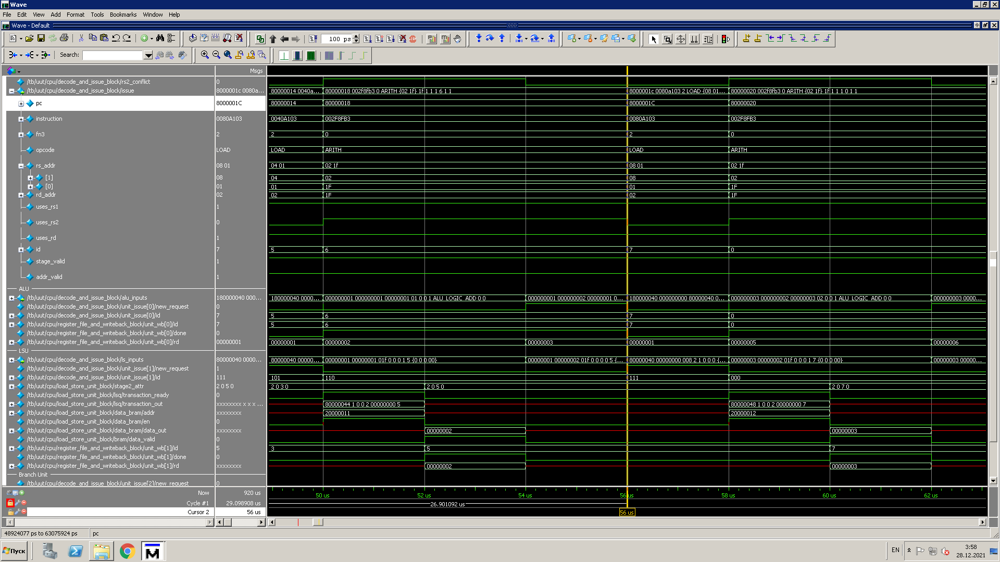 Wave
File Edit View Add Format Tools Bookmarks Window Help
Wave - Default
100 ps
Search:
Msgs
/tb/uut/cpu/decode_and_issue_block/rs2_conflict 0
/tb/uut/cpu/decode_and_issue_block/issue 8000001c 0080a... 80000014 0040a... 80000018 002f8fb3 0 ARITH {02 1f} 1f 1 1 1 6 1 1 8000001c 0080a103 2 LOAD {08 01... 80000020 002f8fb3 0 ARITH {02 1f} 1f 1 1 1 0 1 1
pc 8000001C 80000014 80000018 8000001C 80000020
instruction 0080A103 0040A103 002F8FB3 0080A103 002F8FB3
fn3 2 2 0 2 0
opcode LOAD LOAD ARITH LOAD ARITH
rs_addr 08 01 04 01 02 1f 08 01 02 1f
[1] 08 04 02 08 02
[0] 01 01 1F 01 1F
rd_addr 02 02 1F 02 1F
uses_rs1 1
uses_rs2 0
uses_rd 1
id 7 5 6 7 0
stage_valid 1
addr_valid 1
ALU
/tb/uut/cpu/decode_and_issue_block/alu_inputs 180000040 000... 180000040 0000... 000000001 000000001 00000001 01 0 0 1 ALU_LOGIC_ADD 0 0 000000001 000000002 00000001 0... 180000040 000000000 80000040 0... 000000003 000000002 00000003 02 0 0 1 ALU_LOGIC_ADD 0 0 000000003 0000...
/tb/uut/cpu/decode_and_issue_block/unit_issue[0]/new_request 0
/tb/uut/cpu/decode_and_issue_block/unit_issue[0]/id 7 5 6 7 0
/tb/uut/cpu/register_file_and_writeback_block/unit_wb[0]/id 7 5 6 7 0
/tb/uut/cpu/register_file_and_writeback_block/unit_wb[0]/done 0
/tb/uut/cpu/register_file_and_writeback_block/unit_wb[0]/rd 00000001 00000001 00000002 00000003 00000001 00000005 00000006
LSU
/tb/uut/cpu/decode_and_issue_block/ls_inputs 80000040 0000... 80000040 00000... 00000001 00000001 01f 0 0 0 1 5 {0 0 0 00} 00000001 00000002 01f 0 0 0 0 5 {... 80000040 00000000 008 2 1 0 0 0 {... 00000003 00000002 01f 0 0 0 1 7 {0 0 0 00} 00000003 00000...
/tb/uut/cpu/decode_and_issue_block/unit_issue[1]/new_request 1
/tb/uut/cpu/decode_and_issue_block/unit_issue[1]/id 111 101 110 111 000
/tb/uut/cpu/load_store_unit_block/stage2_attr 2 0 5 0 2 0 3 0 2 0 5 0 2 0 7 0
/tb/uut/cpu/load_store_unit_block/lsq/transaction_ready 0
/tb/uut/cpu/load_store_unit_block/lsq/transaction_out xxxxxxxx x x x ... 80000044 1 0 0 2 00000000 5 80000048 1 0 0 2 00000000 7
/tb/uut/cpu/load_store_unit_block/data_bram/addr xxxxxxxx 20000011 20000012
/tb/uut/cpu/load_store_unit_block/data_bram/en 0
/tb/uut/cpu/load_store_unit_block/data_bram/data_out xxxxxxxx 00000002 00000003
/tb/uut/cpu/load_store_unit_block/bram/data_valid 0
/tb/uut/cpu/register_file_and_writeback_block/unit_wb[1]/id 5 3 5 7
/tb/uut/cpu/register_file_and_writeback_block/unit_wb[1]/done 0
/tb/uut/cpu/register_file_and_writeback_block/unit_wb[1]/rd xxxxxxxx 00000002 00000003
Branch Unit
/tb/uut/cpu/decode_and_issue_block/unit_issue[2]/new_request 0
Now 920 us 50 us 52 us 54 us 56 us 58 us 60 us 62 us
Cycle #1 29.098908 us 26.901092 us
Cursor 2 56 us 56 us
48924077 ps to 63075924 ps pc
Пуск EN 3:58
28.12.2021